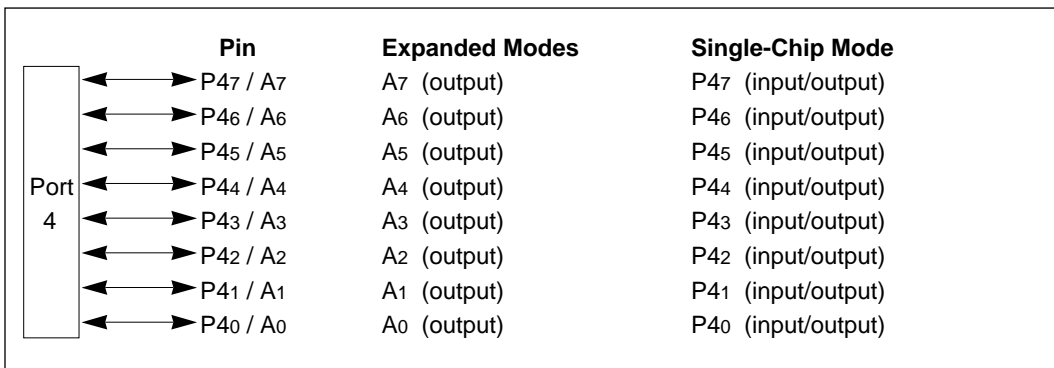 Pin Expanded Modes Single-Chip Mode
P47 / A7 A7 (output) P47 (input/output)
P46 / A6 A6 (output) P46 (input/output)
P45 / A5 A5 (output) P45 (input/output)
Port P44 / A4 A4 (output) P44 (input/output)
4 P43 / A3 A3 (output) P43 (input/output)
P42 / A2 A2 (output) P42 (input/output)
P41 / A1 A1 (output) P41 (input/output)
P40 / A0 A0 (output) P40 (input/output)